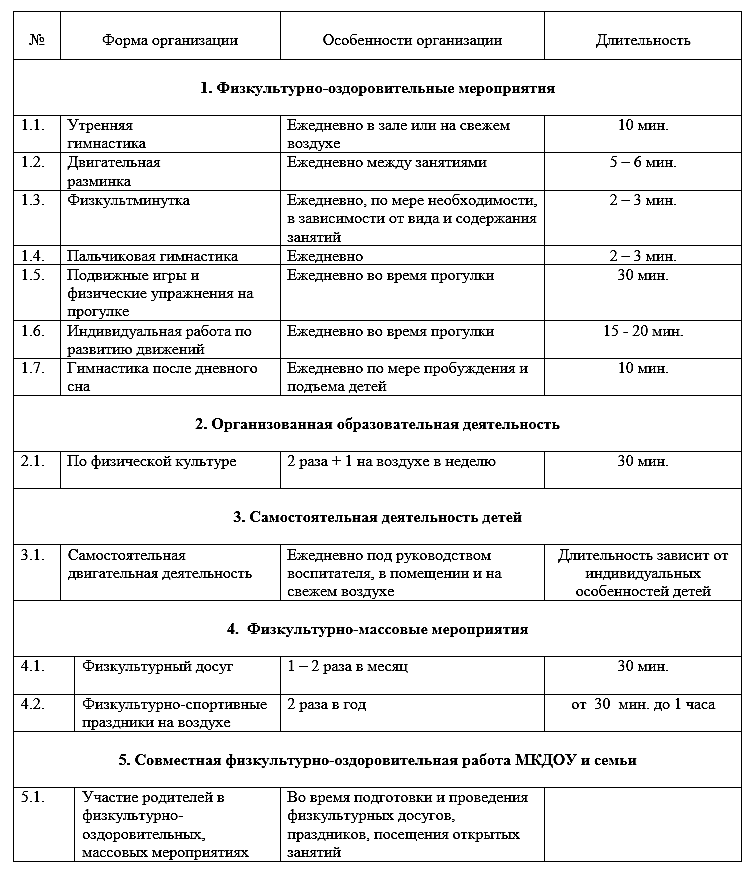 № Форма организации Особенности организации Длительность
1. Физкультурно-оздоровительные мероприятия
1.1. Утренняя Ежедневно в зале или на свежем 10 мин.
гимнастика воздухе
1.2. Двигательная Ежедневно между занятиями 5 – 6 мин.
разминка
1.3. Физкультминутка Ежедневно, по мере необходимости, 2 – 3 мин.
в зависимости от вида и содержания
занятий
1.4. Пальчиковая гимнастика Ежедневно 2 – 3 мин.
1.5. Подвижные игры и Ежедневно во время прогулки 30 мин.
физические упражнения на
прогулке
1.6. Индивидуальная работа по Ежедневно во время прогулки 15 - 20 мин.
развитию движений
1.7. Гимнастика после дневного Ежедневно по мере пробуждения и 10 мин.
сна подъема детей
2. Организованная образовательная деятельность
2.1. По физической культуре 2 раза + 1 на воздухе в неделю 30 мин.
3. Самостоятельная деятельность детей
3.1. Самостоятельная Ежедневно под руководством Длительность зависит от
двигательная деятельность воспитателя, в помещении и на индивидуальных
свежем воздухе особенностей детей
4. Физкультурно-массовые мероприятия
4.1. Физкультурный досуг 1 – 2 раза в месяц 30 мин.
4.2. Физкультурно-спортивные 2 раза в год от 30 мин. до 1 часа
праздники на воздухе
5. Совместная физкультурно-оздоровительная работа МКДОУ и семьи
5.1. Участие родителей в Во время подготовки и проведения
физкультурно- физкультурных досугов,
оздоровительных, праздников, посещения открытых
массовых мероприятиях занятий